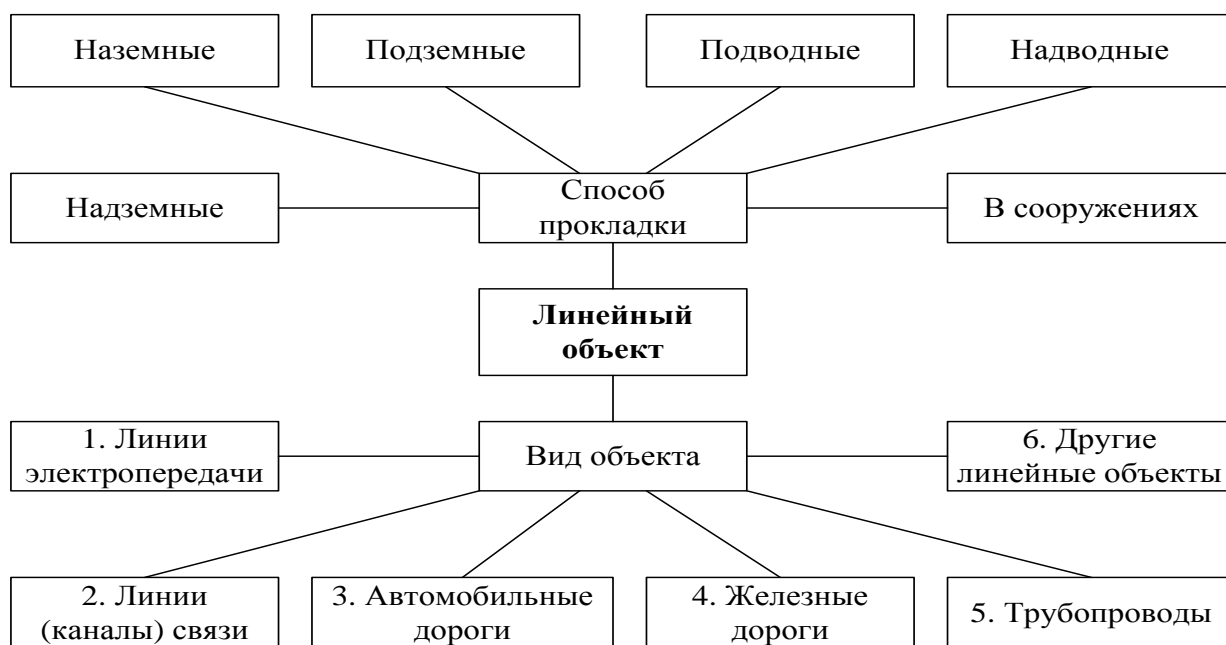 Наземные
Подземные
Подводные
Надводные
Надземные
Способ
прокладки
В сооружениях
Линейный
объект
1. Линии
электропередачи
Вид объекта
6. Другие
линейные объекты
2. Линии
(каналы) связи
3. Автомобильные
дороги
4. Железные
дороги
5. Трубопроводы